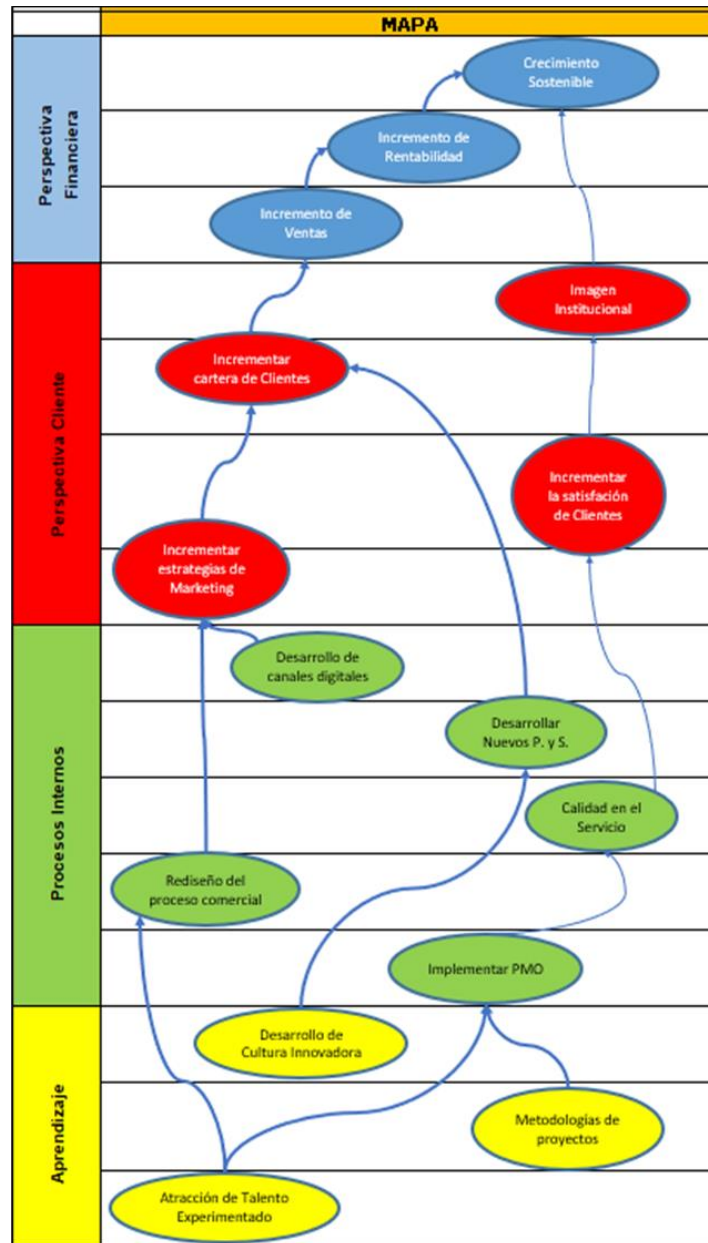 MAPA
Perspectiva
Financiera
Crecimiento
Sostenible
Incremento de
Rentabilidad
Incremento de
Ventas
Perspectiva Cliente
Imagen
Institucional
Incrementar
cartera de Clientes
Incrementar
la satisfacción
de Clientes
Incrementar
estrategias de
Marketing
Procesos Internos
Desarrollo de
canales digitales
Desarrollar
Nuevos P. y S.
Calidad en el
Servicio
Rediseño del
proceso comercial
Implementar PMO
Aprendizaje
Desarrollo de
Cultura Innovadora
Metodologías de
proyectos
Atracción de Talento
Experimentado